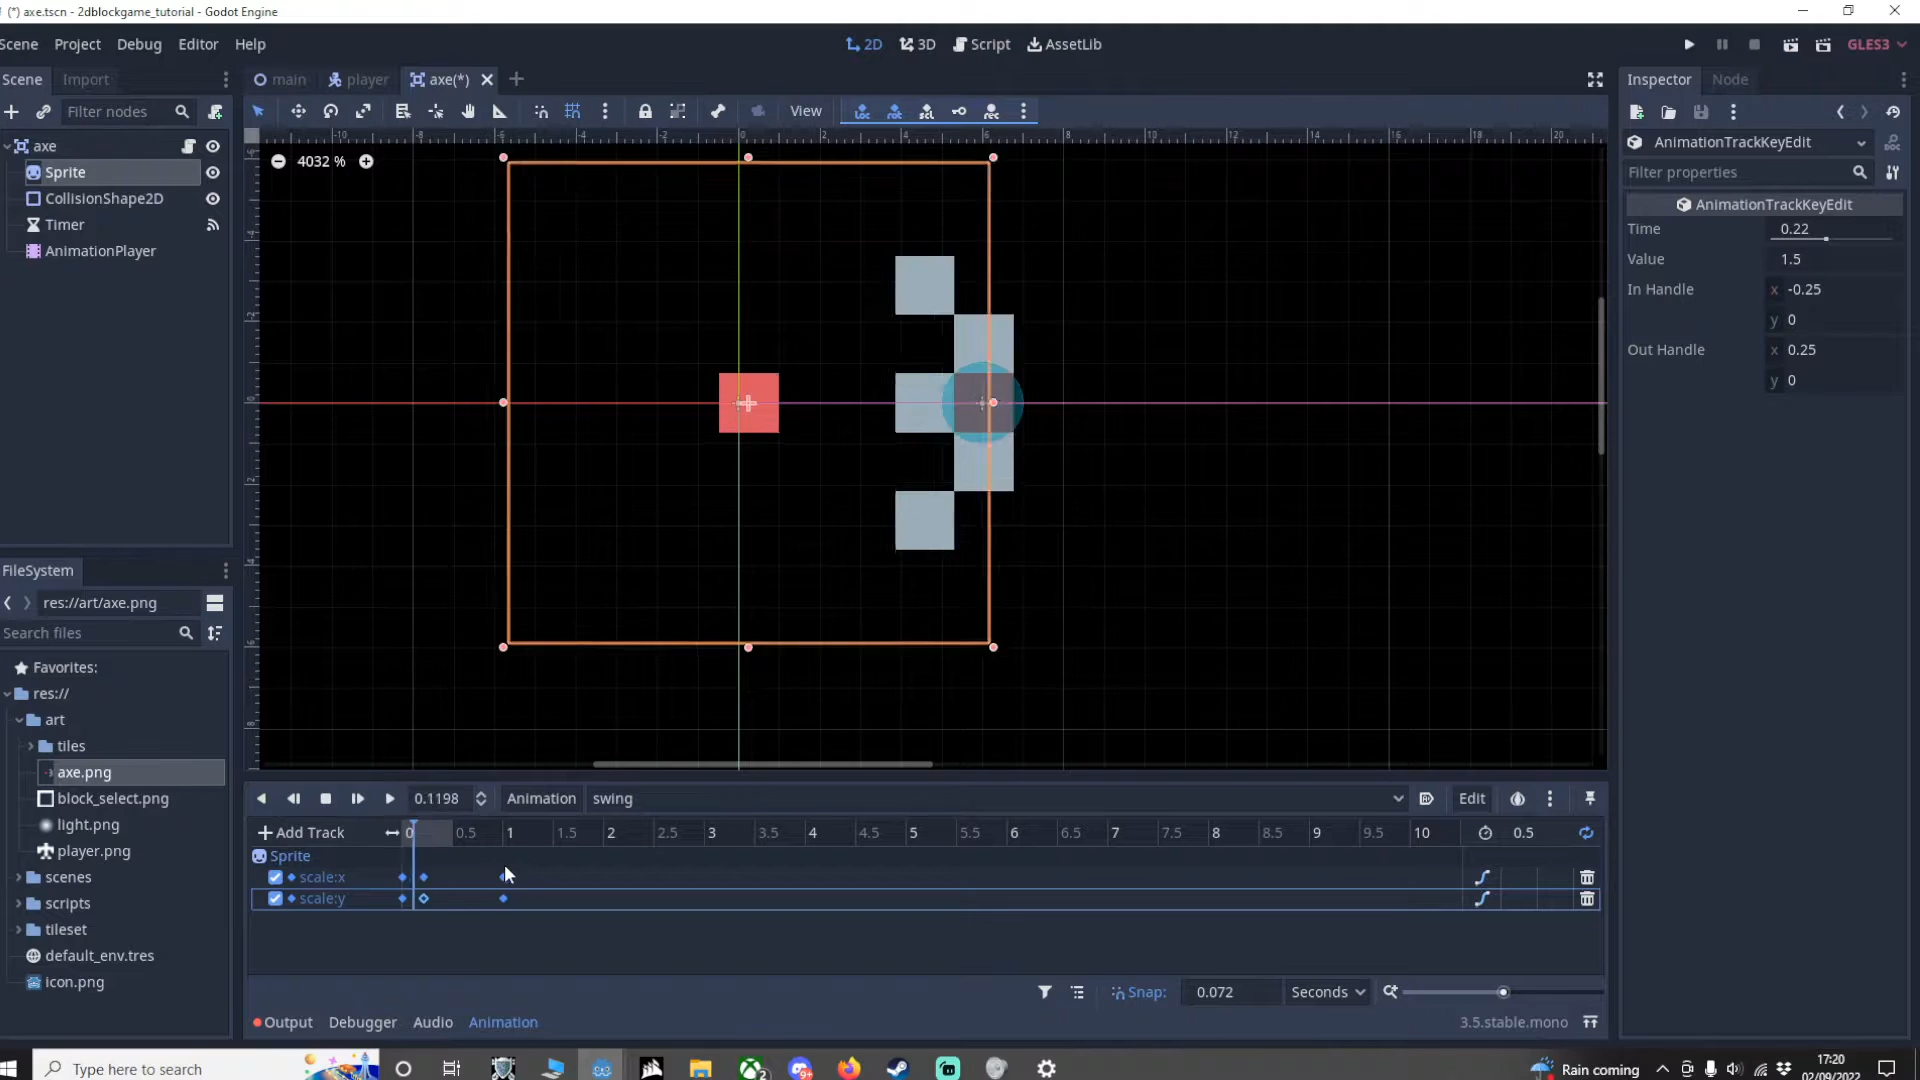 (*) axe.tscn - 2dblockgame_tutorial - Godot Engine
Scene Project Debug Editor Help
2D 3D Script AssetLib
GLES3
Scene Import
main player axe(*)
Inspector Node
Filter nodes
View
axe
AnimationTrackKeyEdit
4032 %
Sprite
Filter properties
CollisionShape2D
AnimationTrackKeyEdit
Timer
Time 0.22
AnimationPlayer
Value 1.5
In Handle x -0.25
y 0
Out Handle x 0.25
y 0
FileSystem
res://art/axe.png
Search files
Favorites:
res://
art
tiles
axe.png
block_select.png
light.png
player.png
scenes
scripts
tileset
default_env.tres
icon.png
0.1198 Animation swing Edit
Add Track 0 0.5 1 1.5 2 2.5 3 3.5 4 4.5 5 5.5 6 6.5 7 7.5 8 8.5 9 9.5 10 0.5
Sprite
scale:x
scale:y
Snap: 0.072 Seconds
Output Debugger Audio Animation
3.5.stable.mono
Type here to search
Rain coming
17:20
02/09/2022